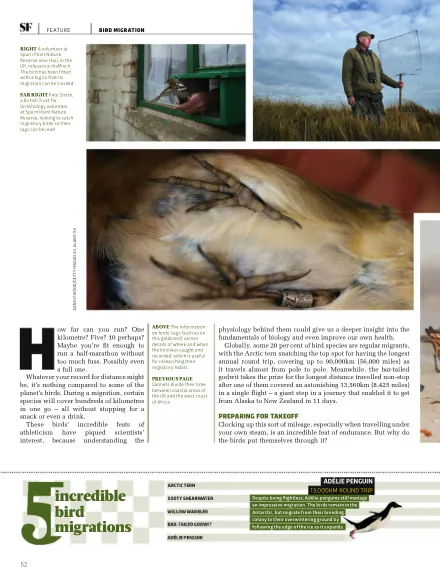 SF FEATURE BIRD MIGRATION
RIGHT A volunteer at
Spurn Point Nature
Reserve near Hull, in the
UK, releases a chaffinch.
The bird has been fitted
with a tag so that its
migration can be tracked
FAR RIGHT Pete Smith,
a British Trust for
Ornithology volunteer
at Spurn Point Nature
Reserve, looking to catch
migratory birds so their
tags can be read
How far can you run? One
kilometre? Five? 10 perhaps?
Maybe you're fit enough to
run a half-marathon without
too much fuss. Possibly even
a full one.
Whatever your record for distance might
be, it's nothing compared to some of the
planet's birds. During a migration, certain
species will cover hundreds of kilometres
in one go – all without stopping for a
snack or even a drink.
These birds' incredible feats of
athleticism have piqued scientists'
interest, because understanding the
ABOVE The information
on birds' tags (such as on
this goldcrest) carries
details of where and when
the bird was caught and
recorded, which is useful
for researching their
migratory habits
PREVIOUS PAGE
Gannets divide their time
between coastal areas of
the UK and the west coast
of Africa
physiology behind them could give us a deeper insight into the
fundamentals of biology and even improve our own health.
Globally, some 20 per cent of bird species are regular migrants,
with the Arctic tern snatching the top spot for having the longest
annual round trip, covering up to 90,000km (56,000 miles) as
it travels almost from pole to pole. Meanwhile, the bar-tailed
godwit takes the prize for the longest distance travelled non-stop
after one of them covered an astonishing 13,560km (8,425 miles)
in a single flight – a giant step in a journey that enabled it to get
from Alaska to New Zealand in 11 days.
PREPARING FOR TAKEOFF
Clocking up this sort of mileage, especially when travelling under
your own steam, is an incredible feat of endurance. But why do
the birds put themselves through it?
5 incredible
bird
migrations
ARCTIC TERN
SOOTY SHEARWATER
WILLOW WARBLER
BAR-TAILED GODWIT
ADÉLIE PENGUIN
ADÉLIE PENGUIN
13,000KM ROUND TRIP
Despite being flightless, Adélie penguins still manage
an impressive migration. The birds remain in the
Antarctic, but migrate from their breeding
colony to their overwintering ground by
following the edge of the ice as it expands.
52